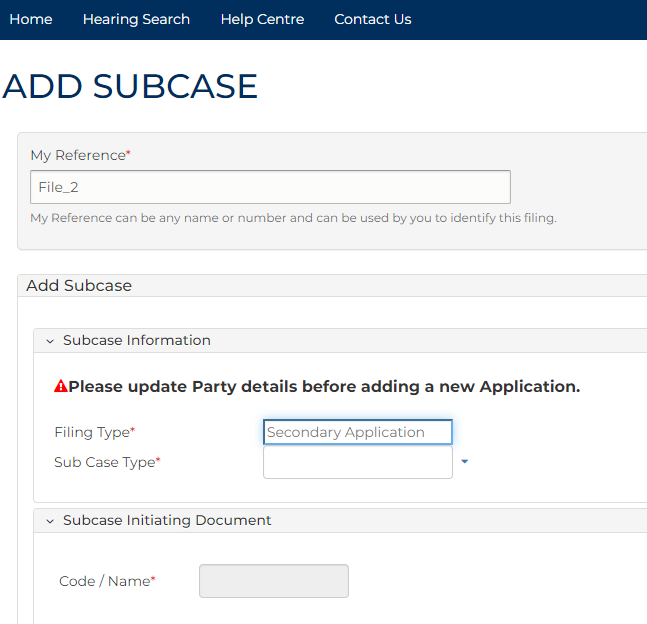 Home Hearing Search Help Centre Contact Us
ADD SUBCASE
My Reference*
File_2
My Reference can be any name or number and can be used by you to identify this filing.
Add Subcase
Subcase Information
Please update Party details before adding a new Application.
Filing Type* Secondary Application
Sub Case Type*
Subcase Initiating Document
Code / Name*